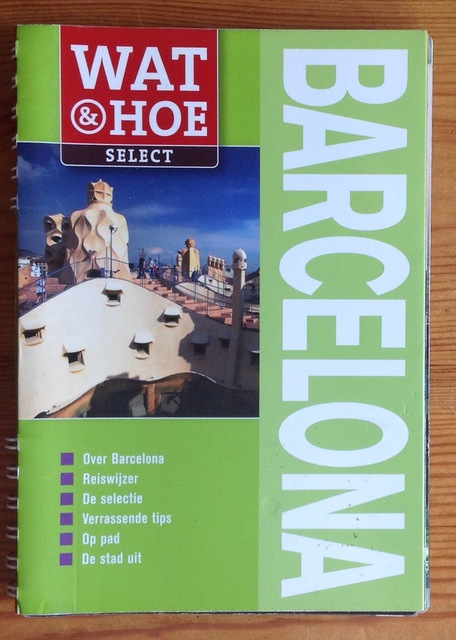 WAT
& HOE
SELECT
BARCELONA
Over Barcelona
Reiswijzer
De selectie
Verrassende tips
Op pad
De stad uit